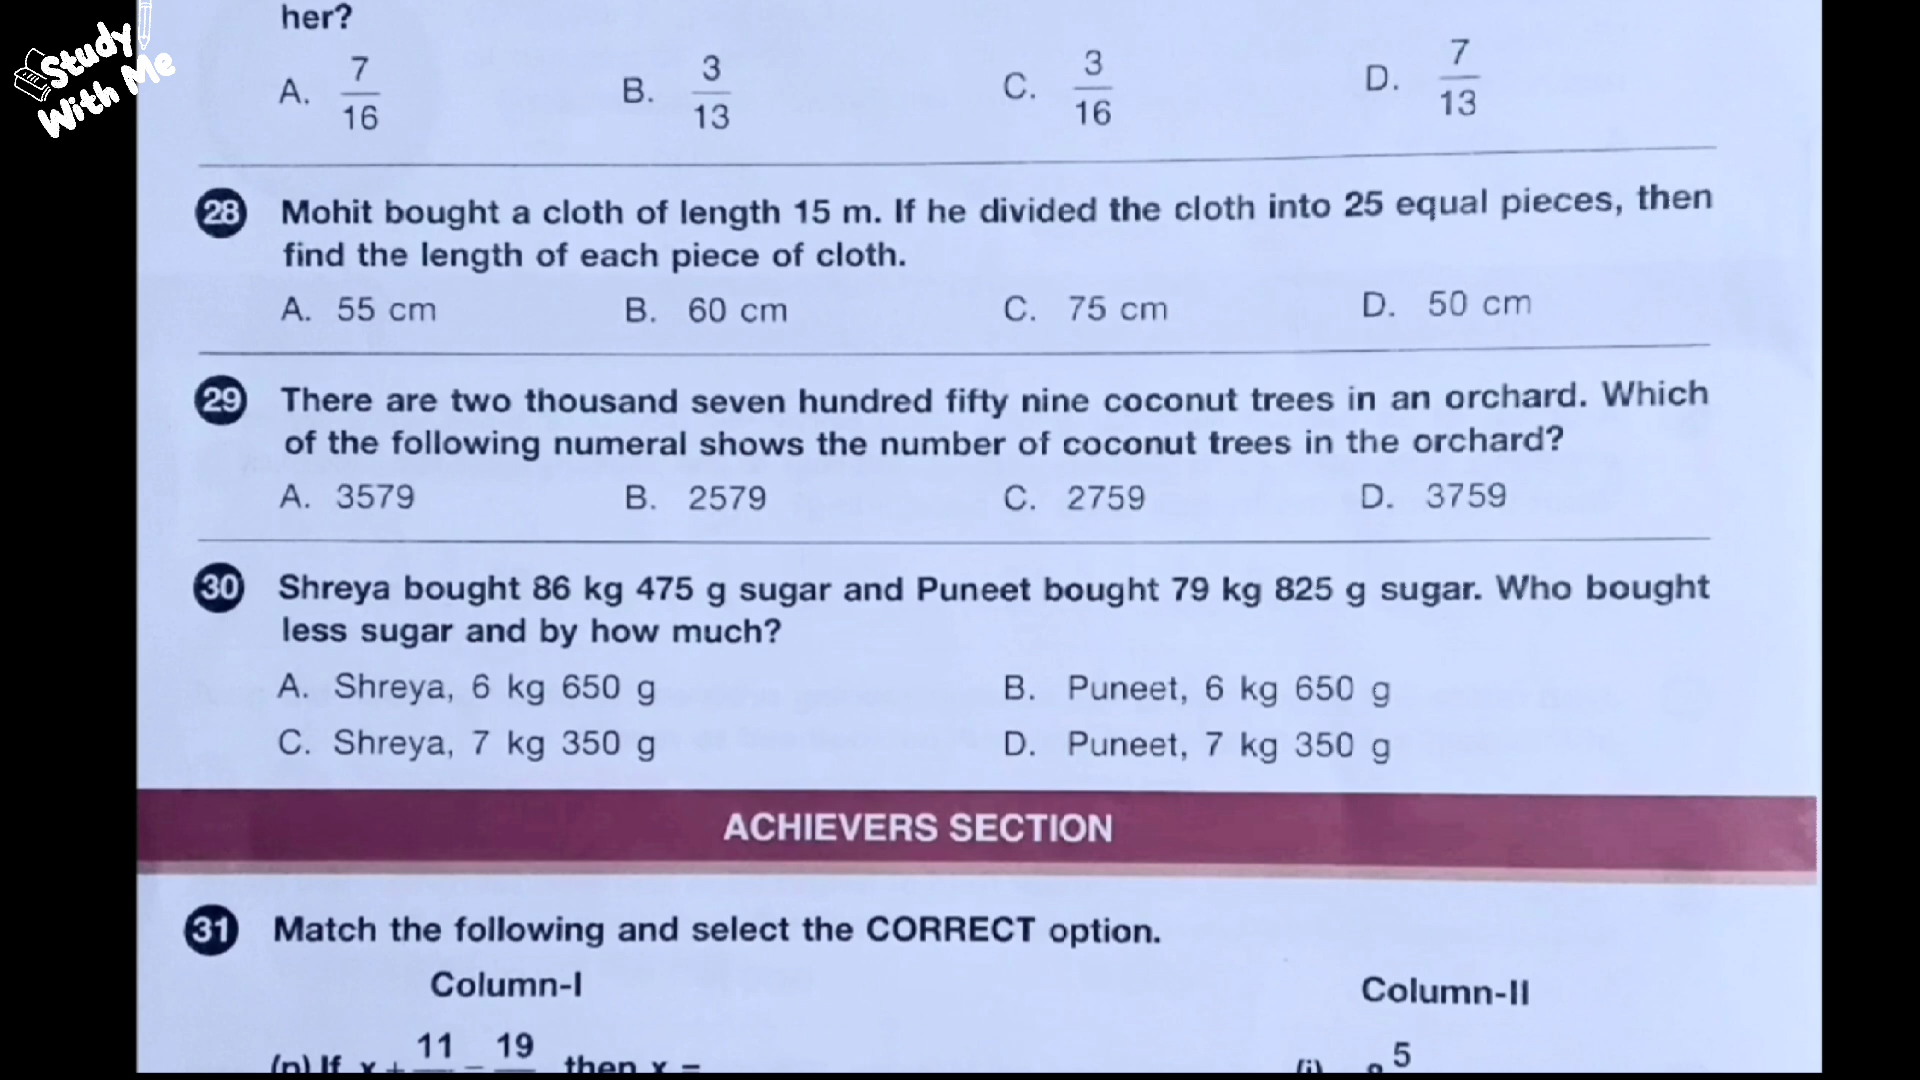 Study
With Me
her?
A. 7/16 B. 3/13 C. 3/16 D. 7/13
28 Mohit bought a cloth of length 15 m. If he divided the cloth into 25 equal pieces, then
find the length of each piece of cloth.
A. 55 cm B. 60 cm C. 75 cm D. 50 cm
29 There are two thousand seven hundred fifty nine coconut trees in an orchard. Which
of the following numeral shows the number of coconut trees in the orchard?
A. 3579 B. 2579 C. 2759 D. 3759
30 Shreya bought 86 kg 475 g sugar and Puneet bought 79 kg 825 g sugar. Who bought
less sugar and by how much?
A. Shreya, 6 kg 650 g B. Puneet, 6 kg 650 g
C. Shreya, 7 kg 350 g D. Puneet, 7 kg 350 g
ACHIEVERS SECTION
31 Match the following and select the CORRECT option.
Column-I Column-II
(p) If x + 11 = 19 then x = (i) 5